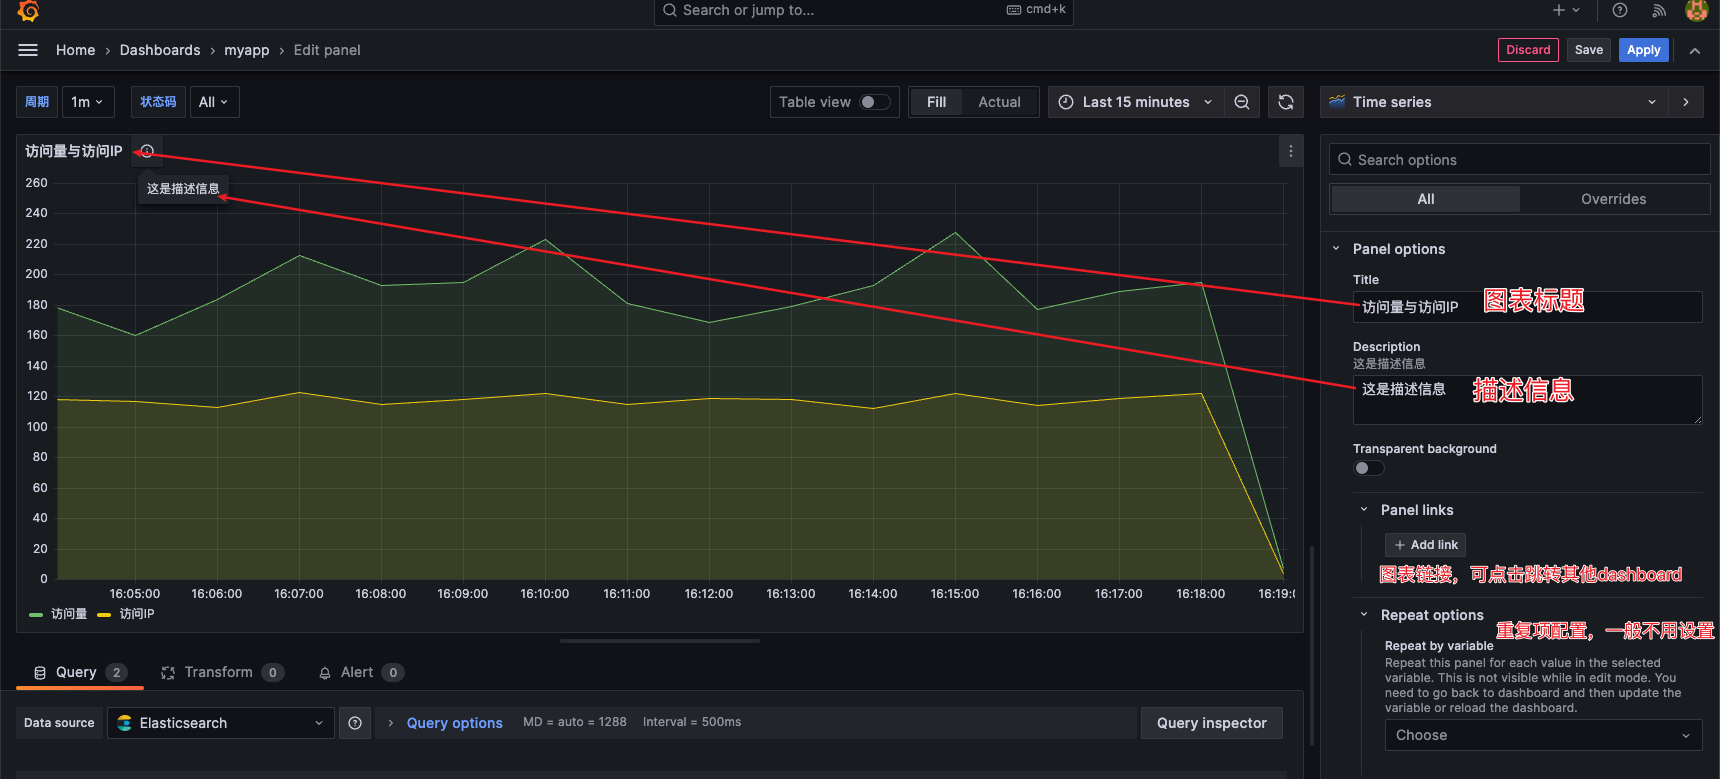 Search or jump to...
cmd+k
Home
Dashboards
myapp
Edit panel
Discard
Save
Apply
周期
1m
状态码
All
Table view
Fill
Actual
Last 15 minutes
Time series
访问量与访问IP
这是描述信息
260
240
220
200
180
160
140
120
100
80
60
40
20
0
16:05:00
16:06:00
16:07:00
16:08:00
16:09:00
16:10:00
16:11:00
16:12:00
16:13:00
16:14:00
16:15:00
16:16:00
16:17:00
16:18:00
16:19:0
访问量
访问IP
Search options
All
Overrides
Panel options
Title
访问量与访问IP
图表标题
Description
这是描述信息
这是描述信息
描述信息
Transparent background
Panel links
Add link
图表链接，可点击跳转其他dashboard
Repeat options
重复项配置，一般不用设置
Repeat by variable
Repeat this panel for each value in the selected
variable. This is not visible while in edit mode. You
need to go back to dashboard and then update the
variable or reload the dashboard.
Choose
Query 2
Transform 0
Alert 0
Data source
Elasticsearch
Query options
MD = auto = 1288
Interval = 500ms
Query inspector